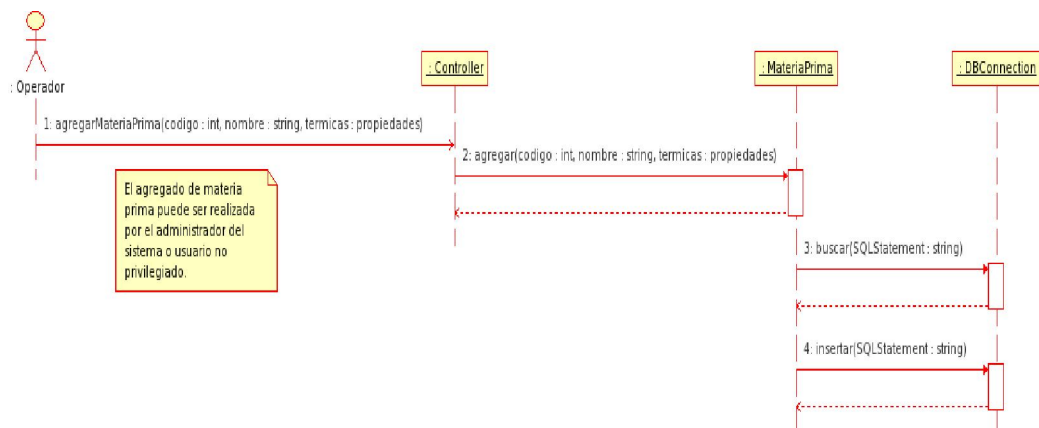 : Operador
: Controller
: MateriaPrima
: DBConnection
1: agregarMateriaPrima(codigo : int, nombre : string, termicas : propiedades)
2: agregar(codigo : int, nombre : string, termicas : propiedades)
El agregado de materia
prima puede ser realizada
por el administrador del
sistema o usuario no
privilegiado.
3: buscar(SQLStatement : string)
4: insertar(SQLStatement : string)